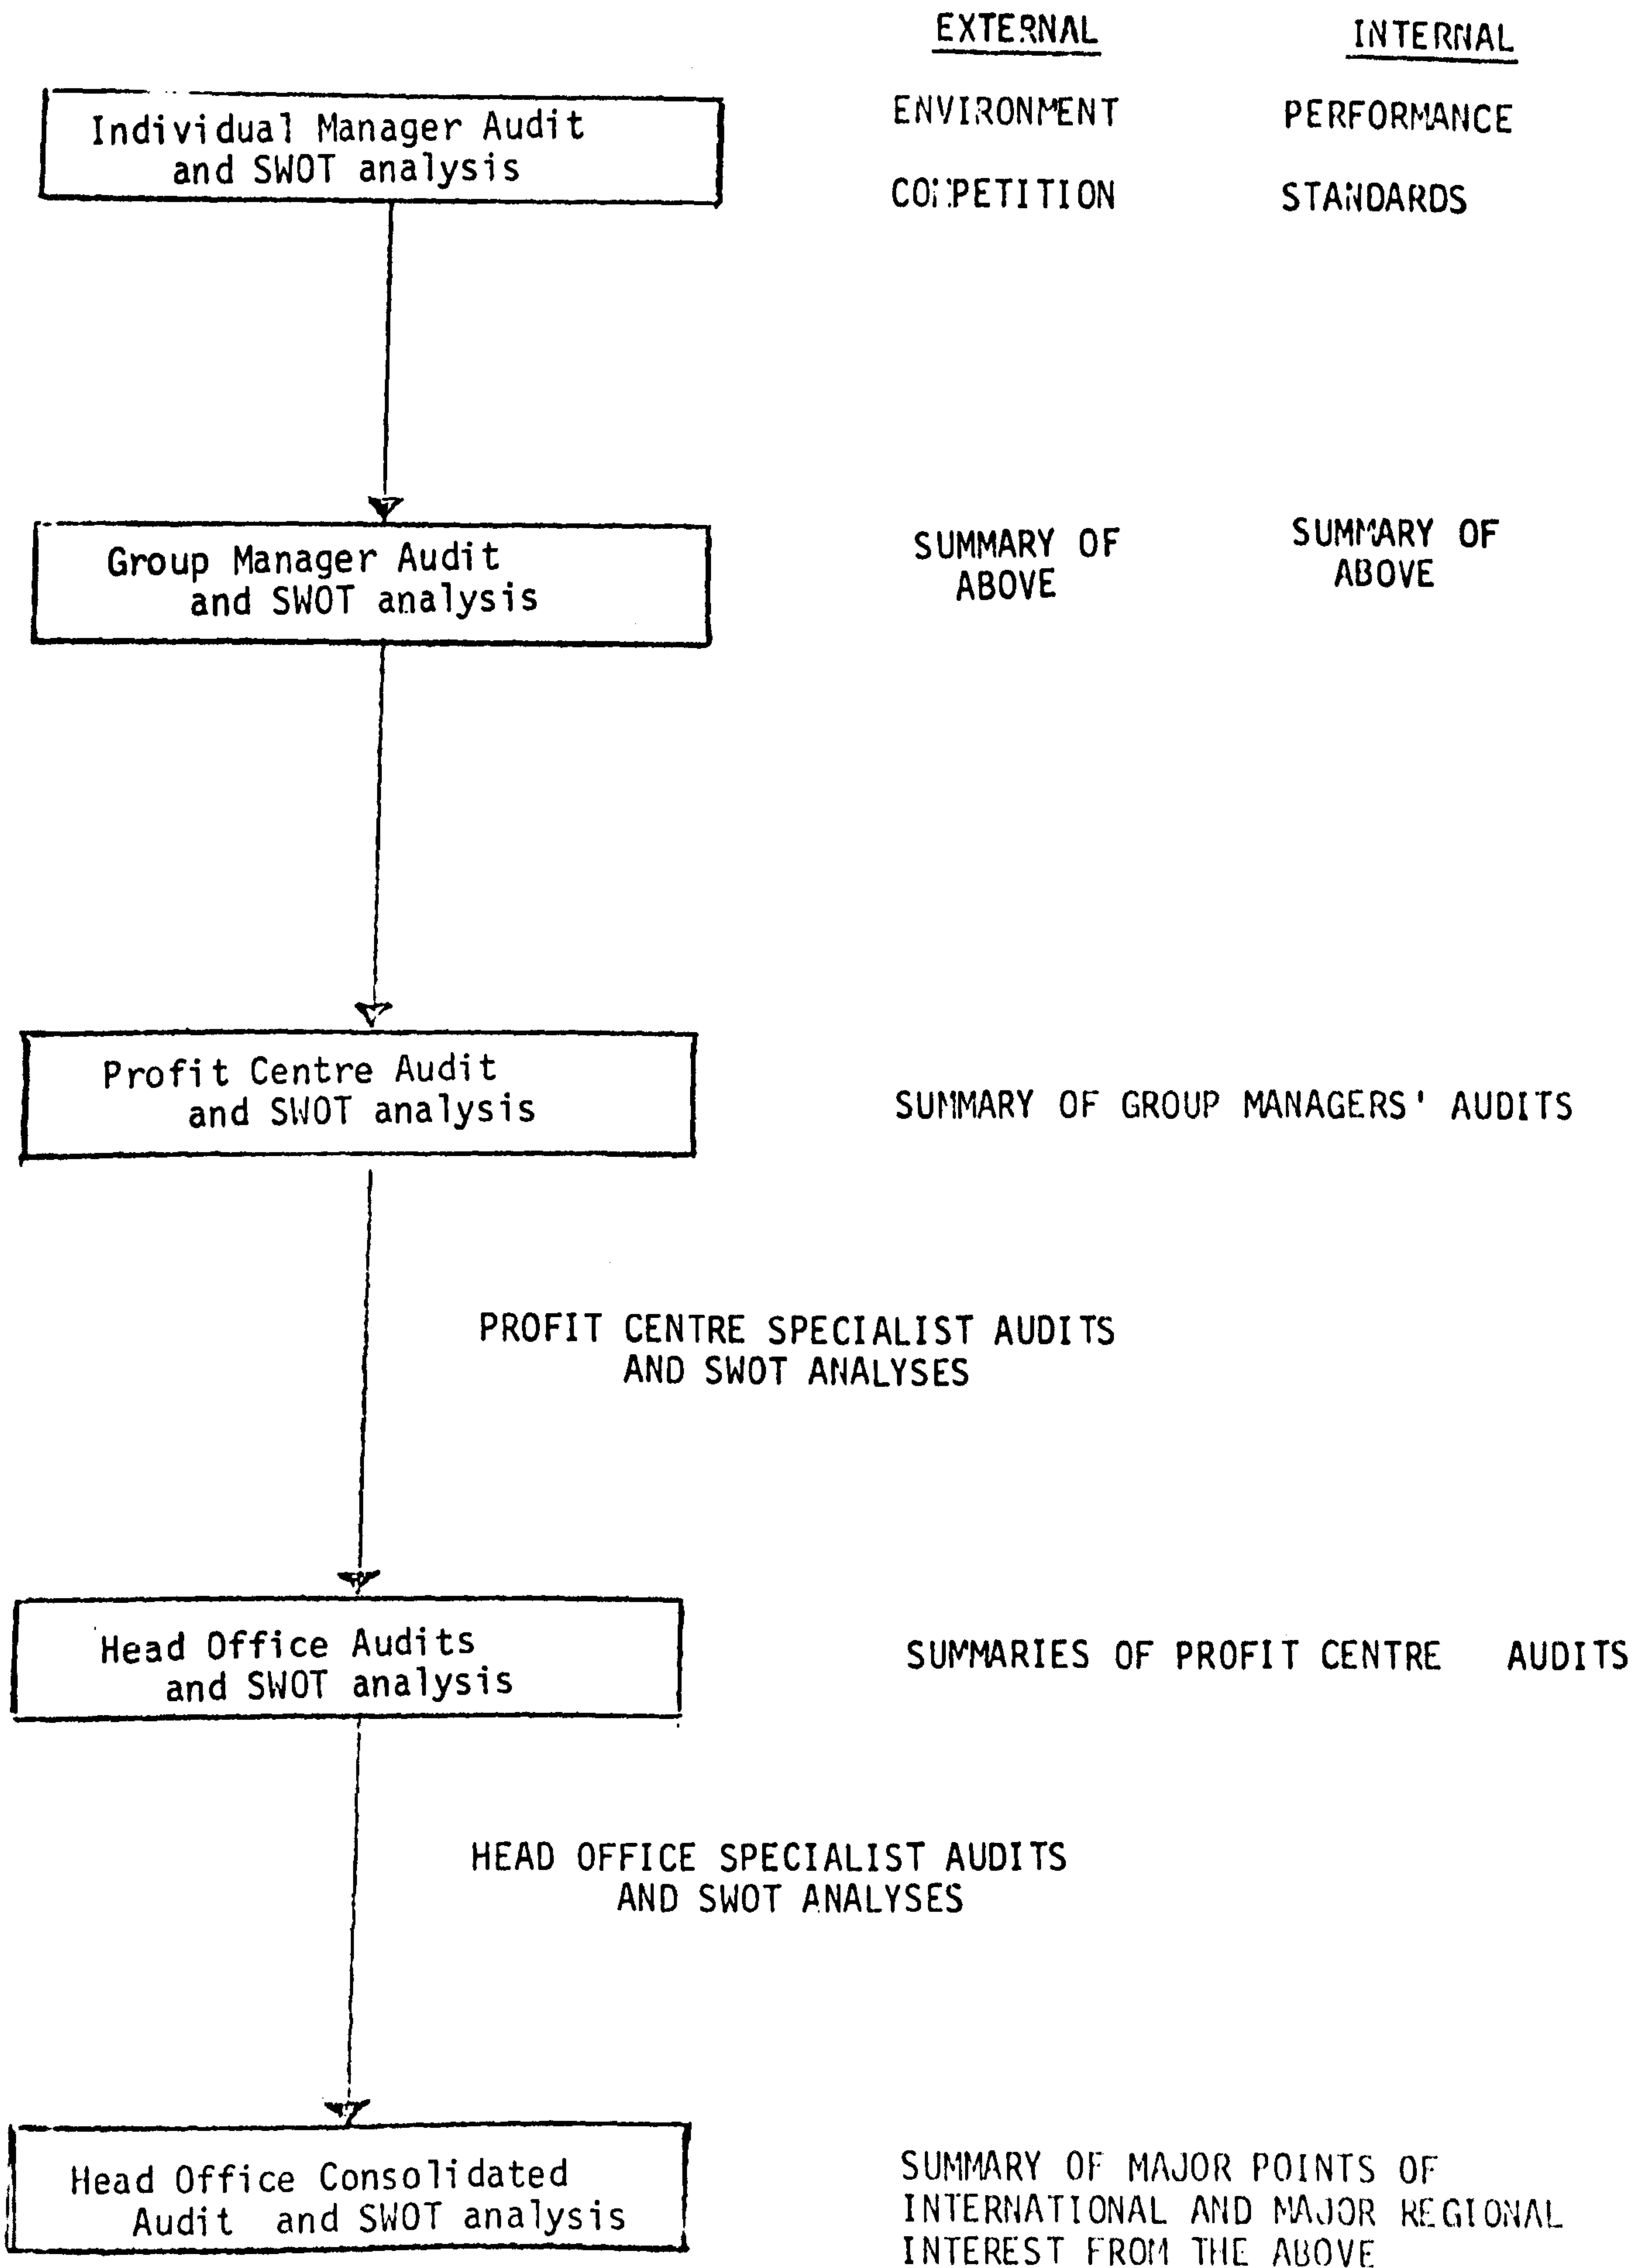 EXTERNAL INTERNAL
Individual Manager Audit
and SWOT analysis
ENVIRONMENT PERFORMANCE
COMPETITION STANDARDS
Group Manager Audit
and SWOT analysis
SUMMARY OF
ABOVE
SUMMARY OF
ABOVE
Profit Centre Audit
and SWOT analysis
SUMMARY OF GROUP MANAGERS' AUDITS
PROFIT CENTRE SPECIALIST AUDITS
AND SWOT ANALYSES
Head Office Audits
and SWOT analysis
SUMMARIES OF PROFIT CENTRE AUDITS
HEAD OFFICE SPECIALIST AUDITS
AND SWOT ANALYSES
Head Office Consolidated
Audit and SWOT analysis
SUMMARY OF MAJOR POINTS OF
INTERNATIONAL AND MAJOR REGIONAL
INTEREST FROM THE ABOVE